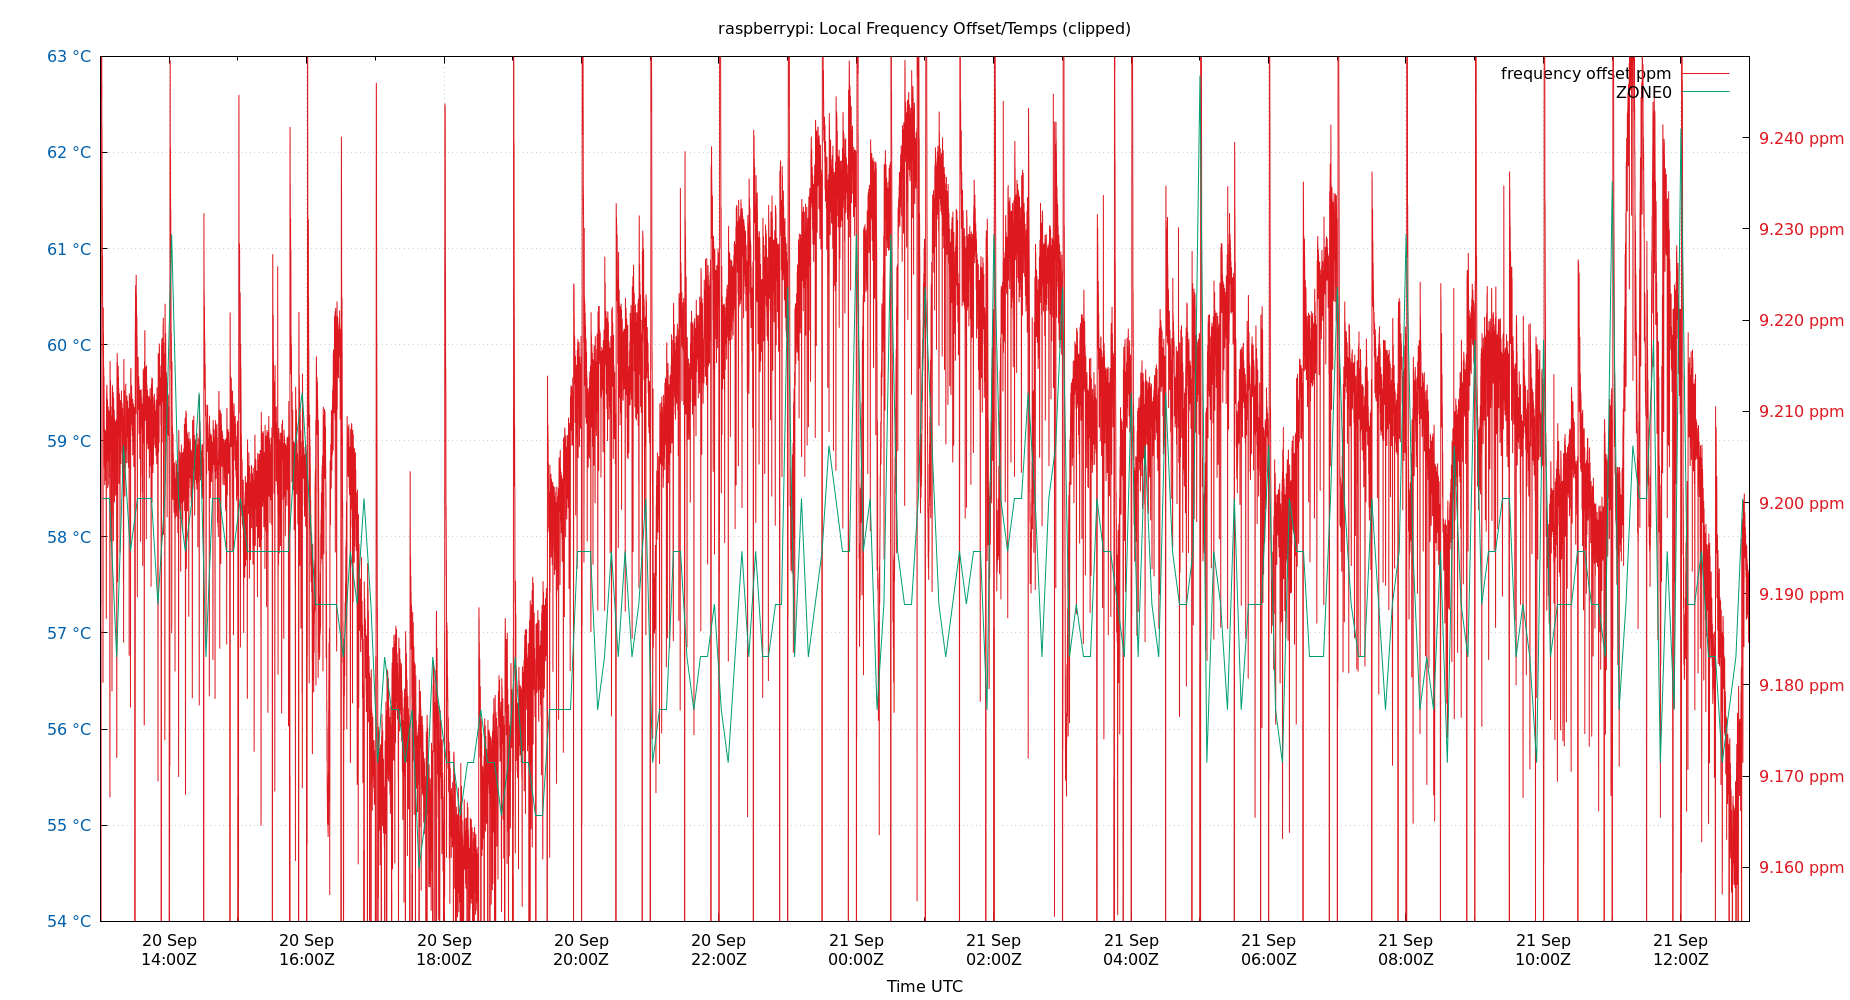 raspberrypi: Local Frequency Offset/Temps (clipped)
frequency offset ppm
ZONE0
63 °C
62 °C
61 °C
60 °C
59 °C
58 °C
57 °C
56 °C
55 °C
54 °C
9.240 ppm
9.230 ppm
9.220 ppm
9.210 ppm
9.200 ppm
9.190 ppm
9.180 ppm
9.170 ppm
9.160 ppm
20 Sep 20 Sep 20 Sep 20 Sep 20 Sep 21 Sep 21 Sep 21 Sep 21 Sep 21 Sep 21 Sep 21 Sep
14:00Z 16:00Z 18:00Z 20:00Z 22:00Z 00:00Z 02:00Z 04:00Z 06:00Z 08:00Z 10:00Z 12:00Z
Time UTC